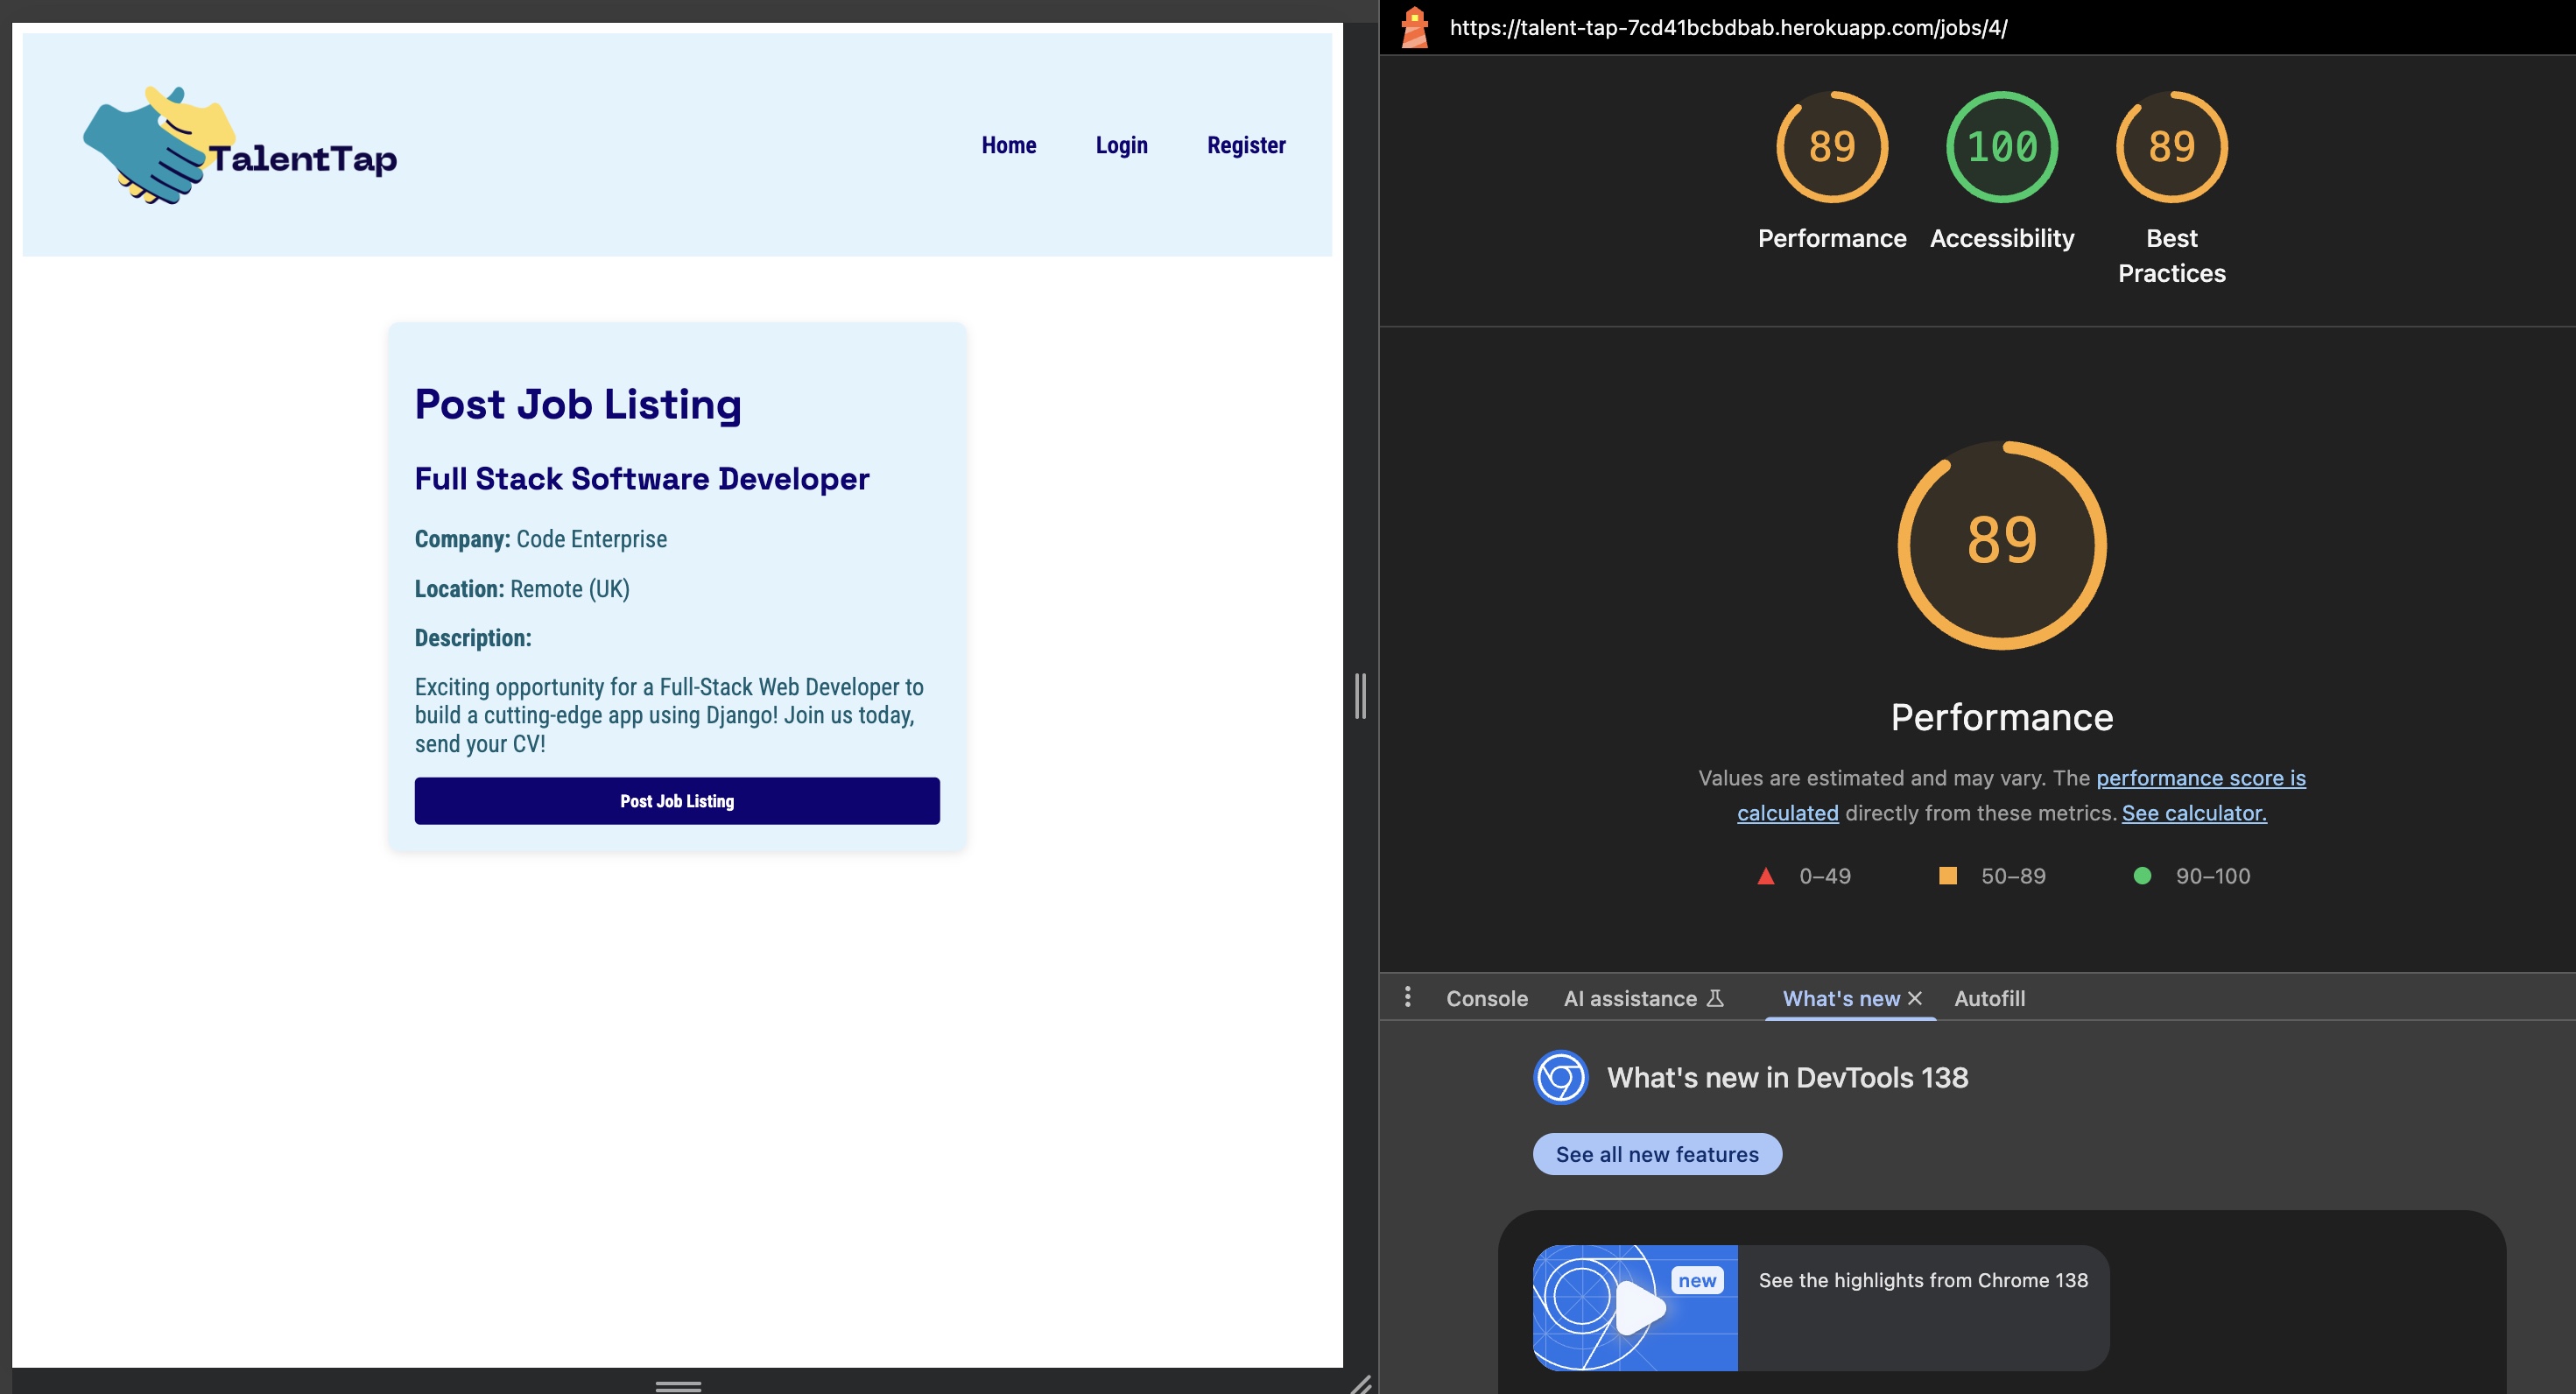 TalentTap
Home
Login
Register
Post Job Listing
Full Stack Software Developer
Company: Code Enterprise
Location: Remote (UK)
Description:
Exciting opportunity for a Full-Stack Web Developer to
build a cutting-edge app using Django! Join us today,
send your CV!
Post Job Listing
https://talent-tap-7cd41bcbdbab.herokuapp.com/jobs/4/
89
100
89
Performance
Accessibility
Best
Practices
89
Performance
Values are estimated and may vary. The performance score is
calculated directly from these metrics. See calculator.
0–49
50–89
90–100
Console
AI assistance
What's new
Autofill
What's new in DevTools 138
See all new features
new
See the highlights from Chrome 138